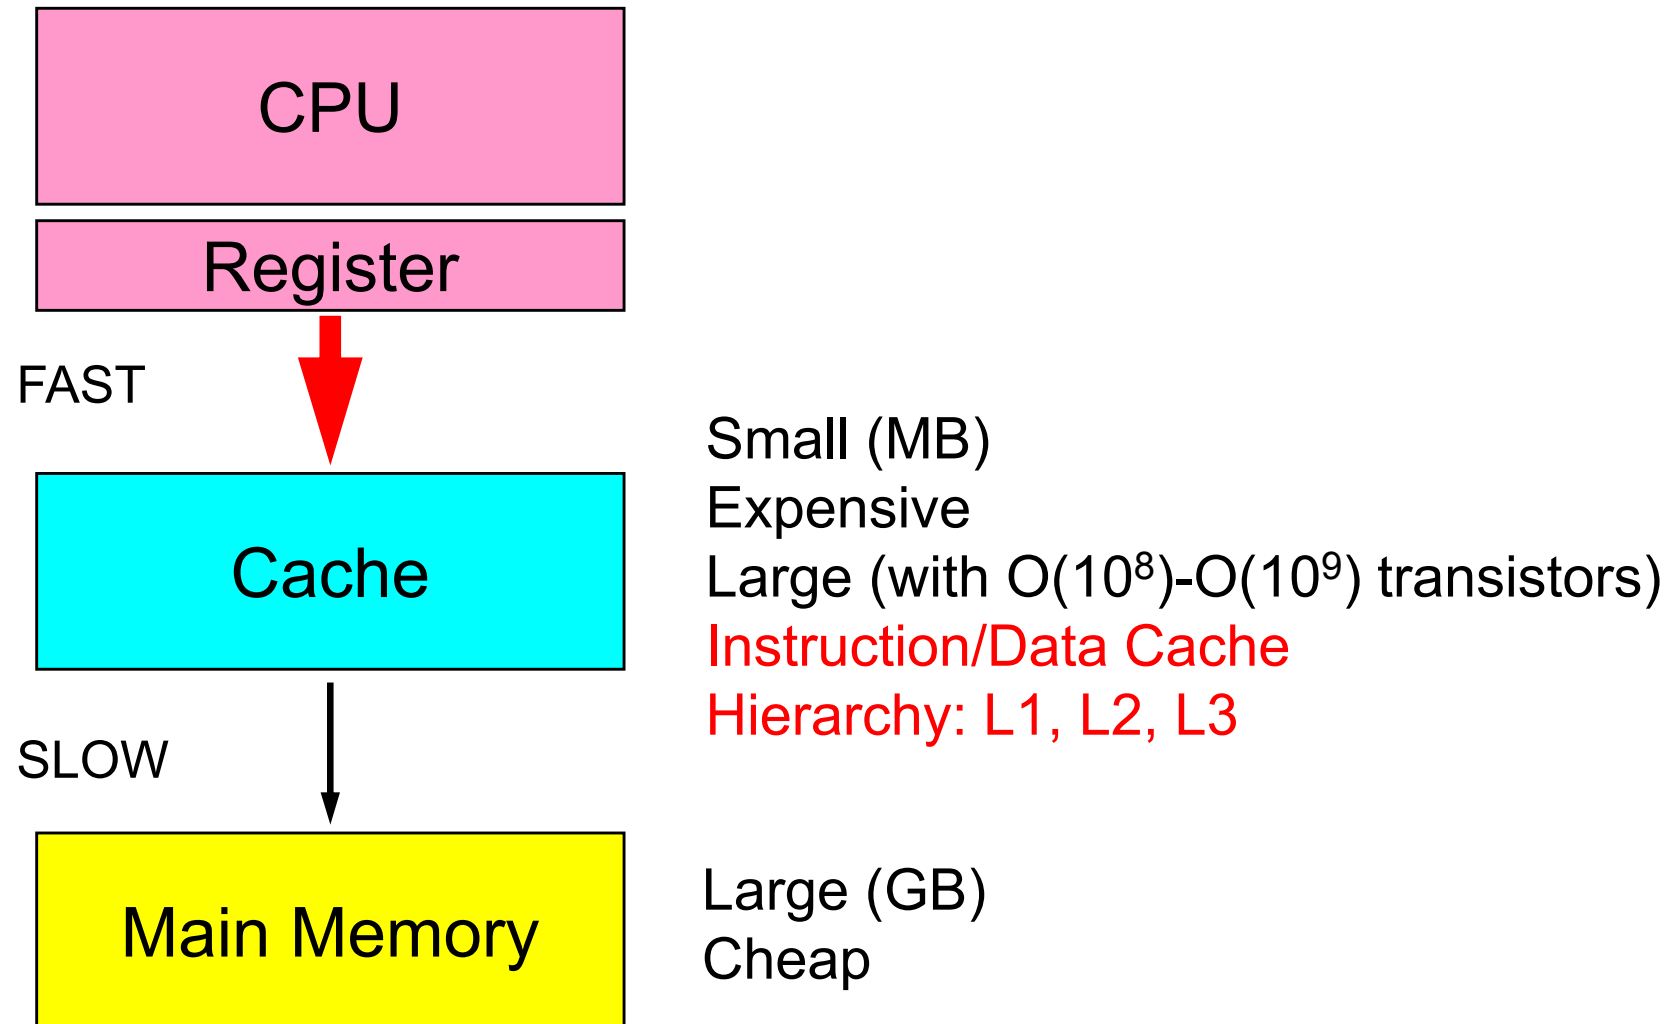 CPU
Register
FAST
Small (MB)
Expensive
Cache
Large (with O(10⁸)-O(10⁹) transistors)
Instruction/Data Cache
Hierarchy: L1, L2, L3
SLOW
Large (GB)
Main Memory
Cheap